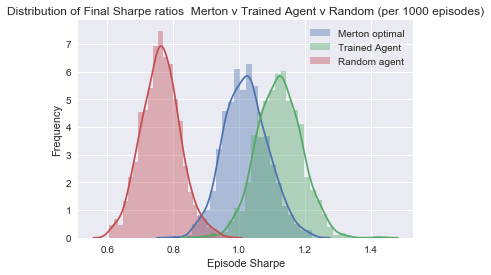 Distribution of Final Sharpe ratios  Merton v Trained Agent v Random (per 1000 episodes)
Merton optimal
Trained Agent
Random agent
Frequency
7
6
5
4
3
2
1
0
0.6 0.8 1.0 1.2 1.4
Episode Sharpe